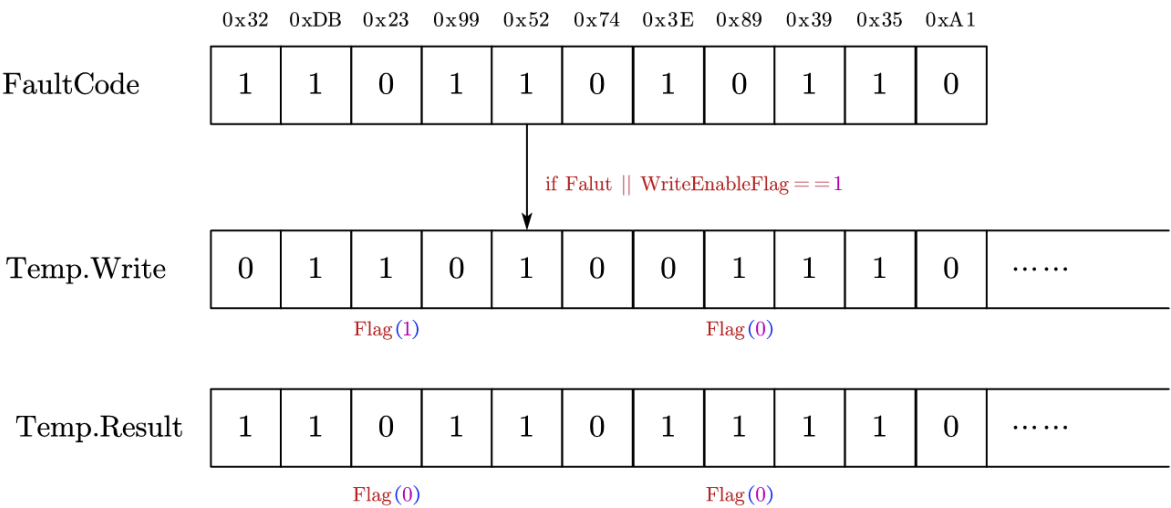 0x32 0xDB 0x23 0x99 0x52 0x74 0x3E 0x89 0x39 0x35 0xA1
FaultCode 1 1 0 1 1 0 1 0 1 1 0
if Falut || WriteEnableFlag==1
Temp.Write 0 1 1 0 1 0 0 1 1 1 0 ······
Flag(1) Flag(0)
Temp.Result 1 1 0 1 1 0 1 1 1 1 0 ······
Flag(0) Flag(0)